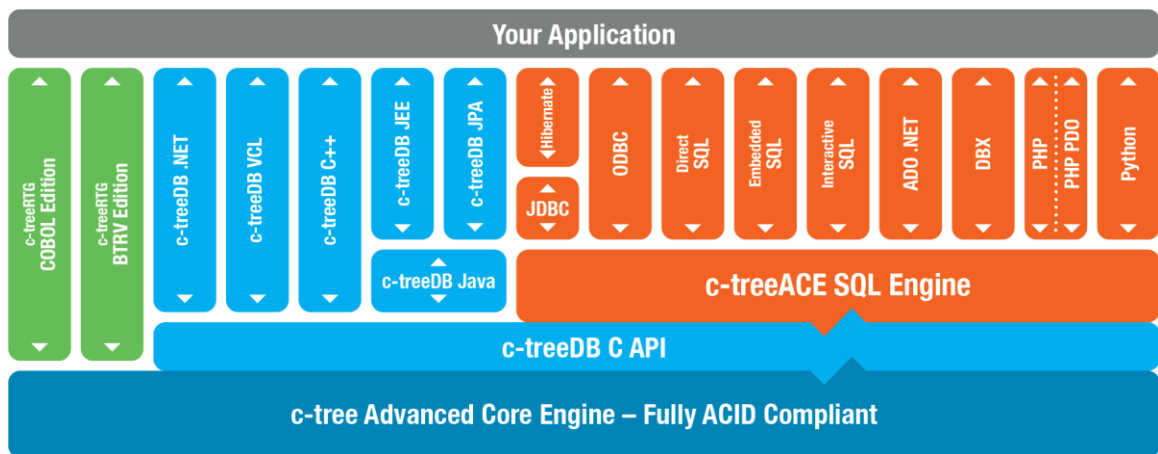 Your Application
c-treeRTG
COBOL Edition
c-treeRTG
BTRV Edition
c-treeDB .NET
c-treeDB VCL
c-treeDB C++
c-treeDB JEE
c-treeDB JPA
c-treeDB Java
Hibernate
JDBC
ODBC
Direct
SQL
Embedded
SQL
Interactive
SQL
ADO .NET
DBX
PHP
PHP PDO
Python
c-treeACE SQL Engine
c-treeDB C API
c-tree Advanced Core Engine – Fully ACID Compliant